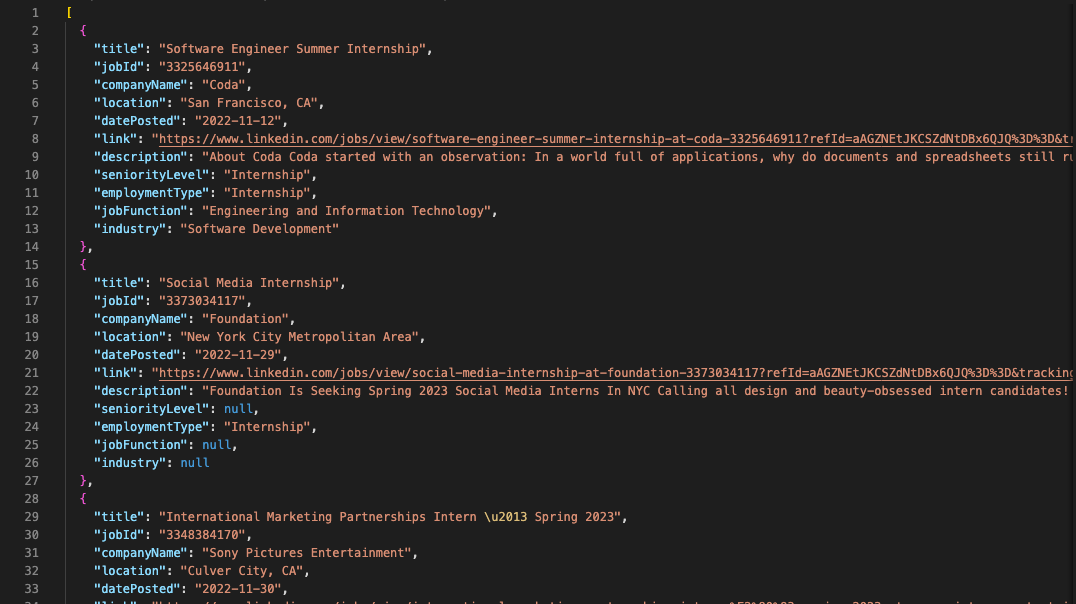 1 [
2 {
3 "title": "Software Engineer Summer Internship",
4 "jobId": "3325646911",
5 "companyName": "Coda",
6 "location": "San Francisco, CA",
7 "datePosted": "2022-11-12",
8 "link": "https://www.linkedin.com/jobs/view/software-engineer-summer-internship-at-coda-3325646911?refId=aAGZNEtJKCSZdNtDBx6QJQ%3D%3D&t
9 "description": "About Coda Coda started with an observation: In a world full of applications, why do documents and spreadsheets still
10 "seniorityLevel": "Internship",
11 "employmentType": "Internship",
12 "jobFunction": "Engineering and Information Technology",
13 "industry": "Software Development"
14 },
15 {
16 "title": "Social Media Internship",
17 "jobId": "3373034117",
18 "companyName": "Foundation",
19 "location": "New York City Metropolitan Area",
20 "datePosted": "2022-11-29",
21 "link": "https://www.linkedin.com/jobs/view/social-media-internship-at-foundation-3373034117?refId=aAGZNEtJKCSZdNtDBx6QJQ%3D%3D&tracking
22 "description": "Foundation Is Seeking Spring 2023 Social Media Interns In NYC Calling all design and beauty-obsessed intern candidates!
23 "seniorityLevel": null,
24 "employmentType": "Internship",
25 "jobFunction": null,
26 "industry": null
27 },
28 {
29 "title": "International Marketing Partnerships Intern \u2013 Spring 2023",
30 "jobId": "3348384170",
31 "companyName": "Sony Pictures Entertainment",
32 "location": "Culver City, CA",
33 "datePosted": "2022-11-30",